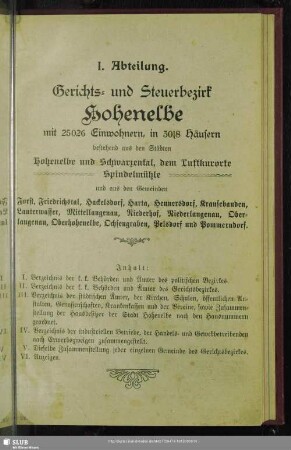 I. Abteilung.
Gerichts- und Steuerbezirk
Hohenelbe
mit 25026 Einwohnern, in 3018 Häusern
bestehend aus den Städten
Hohenelbe und Schwarzental, dem Luftkurorte
Spindelmühle
und aus den Gemeinden
Forst, Friedrichstal, Hackelsdorf, Harta, Hennersdorf, Krausebauden,
Lauterwasser, Mittellangenau, Niederhof, Niederlangenau, Ober-
langenau, Oberhohenelbe, Ochsengraben, Pelsdorf und Pommerndorf.
Inhalt:
I. Verzeichnis der k. k. Behörden und Ämter des politischen Bezirkes.
II. Verzeichnis der k. k. Behörden und Ämter des Gerichtsbezirkes.
III. Verzeichnis der städtischen Ämter, der Kirchen, Schulen, öffentlichen An-
stalten, Genossenschaften, Krankenkassen und der Vereine, sowie Zusammen-
stellung der Hausbesitzer der Stadt Hohenelbe nach den Hausnummern
geordnet.
IV. Verzeichnis der industriellen Betriebe, der Handels- und Gewerbetreibenden
nach Erwerbszweigen zusammengestellt.
V. Dieselbe Zusammenstellung jeder einzelnen Gemeinde des Gerichtsbezirkes.
VI. Anzeigen.
SLUB
Wir führen Wissen.